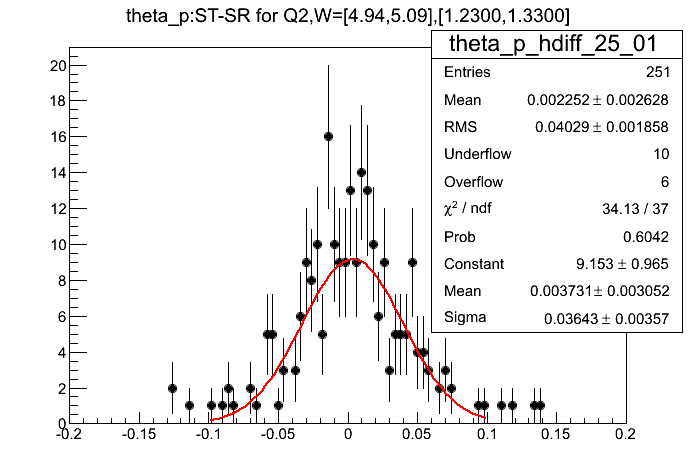 theta_p:ST-SR for Q2,W=[4.94,5.09],[1.2300,1.3300]
theta_p_hdiff_25_01
Entries 251
Mean 0.002252 ± 0.002628
RMS 0.04029 ± 0.001858
Underflow 10
Overflow 6
χ² / ndf 34.13 / 37
Prob 0.6042
Constant 9.153 ± 0.965
Mean 0.003731 ± 0.003052
Sigma 0.03643 ± 0.00357
20
18
16
14
12
10
8
6
4
2
0
-0.2 -0.15 -0.1 -0.05 0 0.05 0.1 0.15 0.2